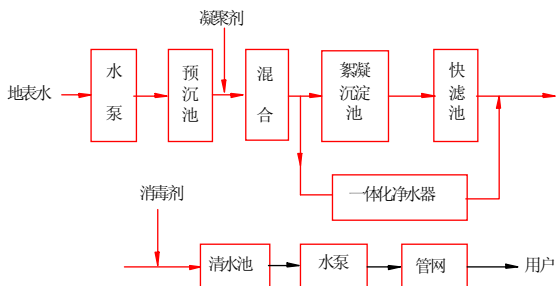 凝聚剂
地表水
水泵
预沉池
混合
絮凝沉淀池
快滤池
一体化净水器
消毒剂
清水池
水泵
管网
用户